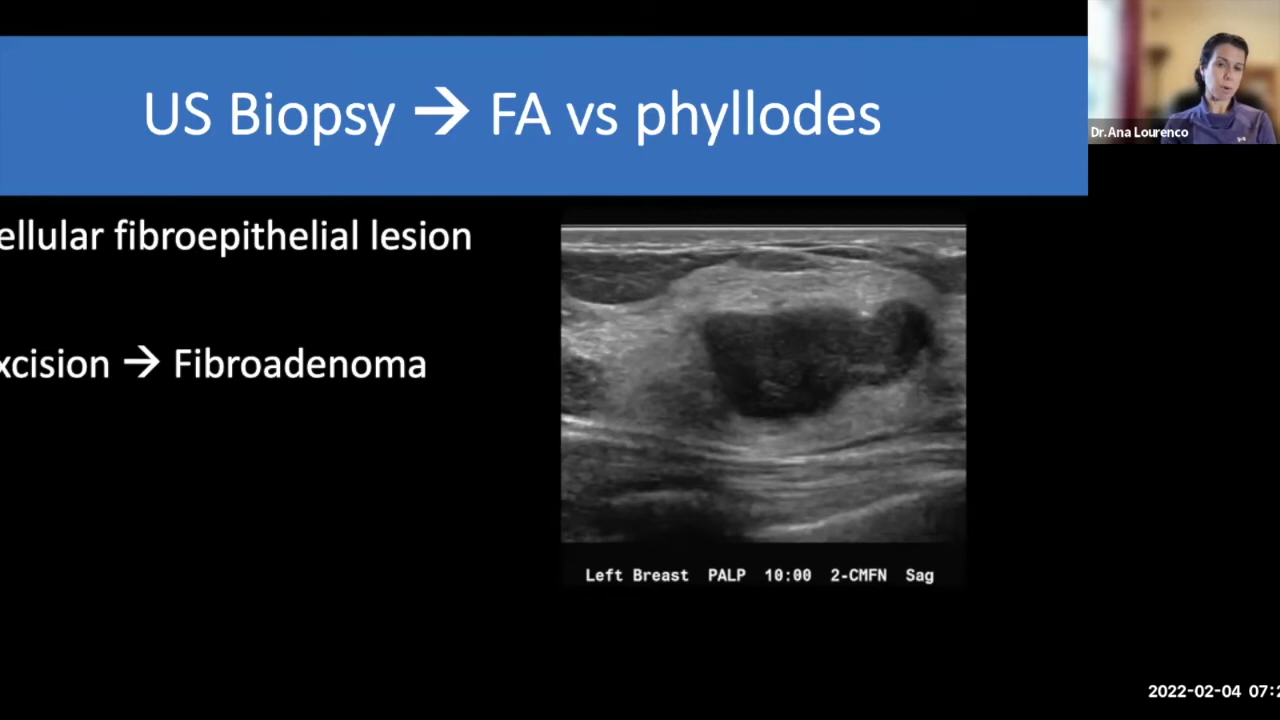 US Biopsy → FA vs phyllodes
Dr. Ana Lourenco
ellular fibroepithelial lesion
xcision → Fibroadenoma
Left Breast PALP 10:00 2-CMFN Sag
2022-02-04 07:2